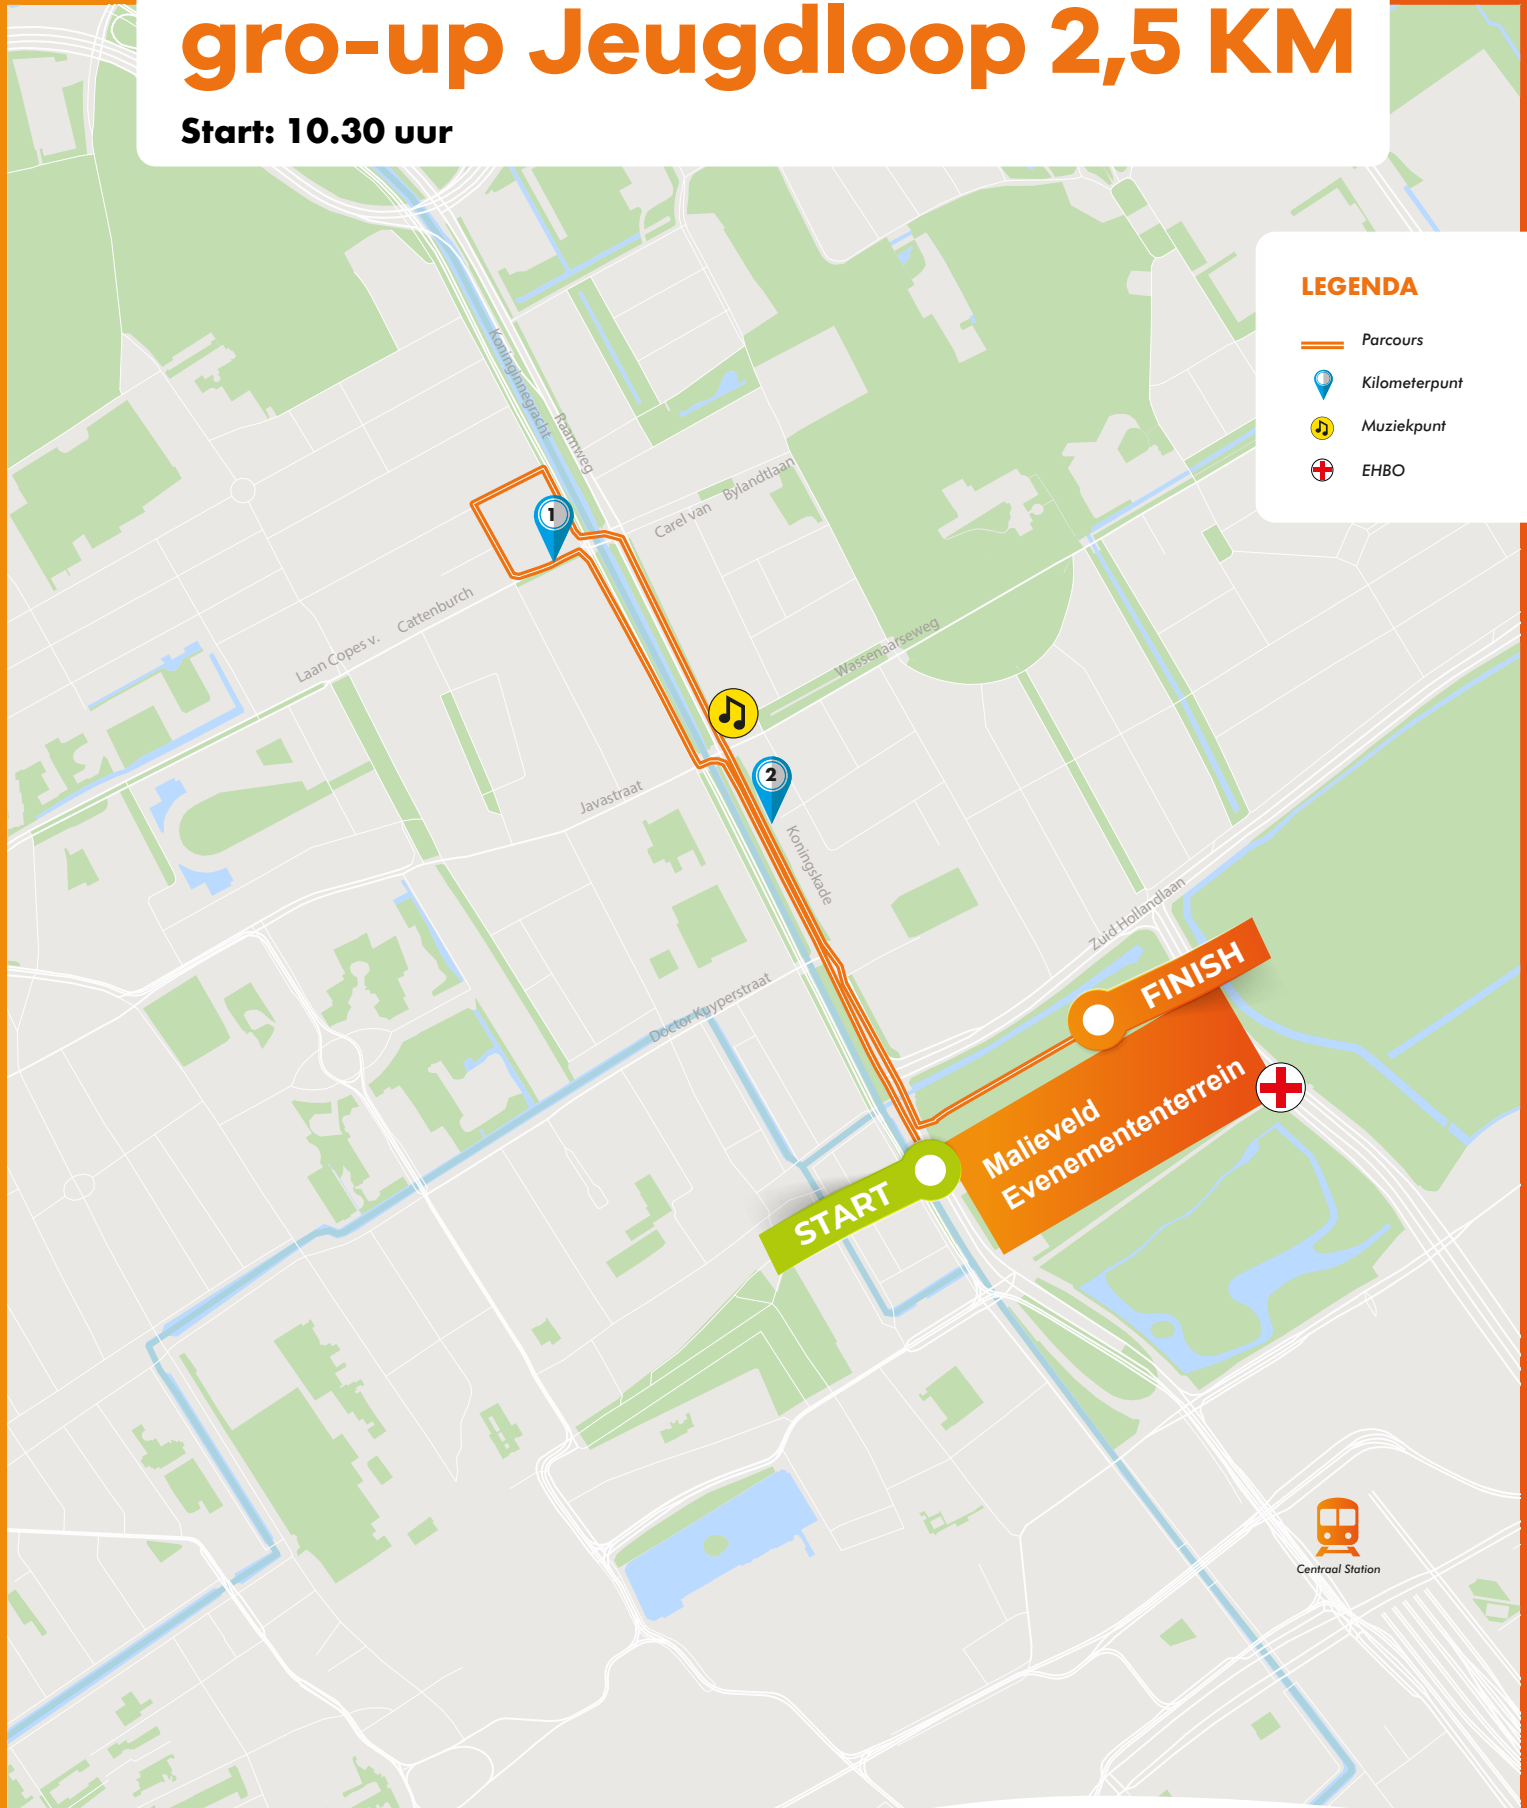 gro-up Jeugdloop 2,5 KM
Start: 10.30 uur
LEGENDA
Parcours
Kilometerpunt
Muziekpunt
EHBO
Koninginnegracht
Raamweg
Carel van Bylandtlaan
1
Laan Copes v. Cattenburch
Wassenaarseweg
2
Javastraat
Koningskade
Zuid Hollandlaan
Doctor Kuyperstraat
FINISH
Malieveld
Evenemententerrein
START
Centraal Station